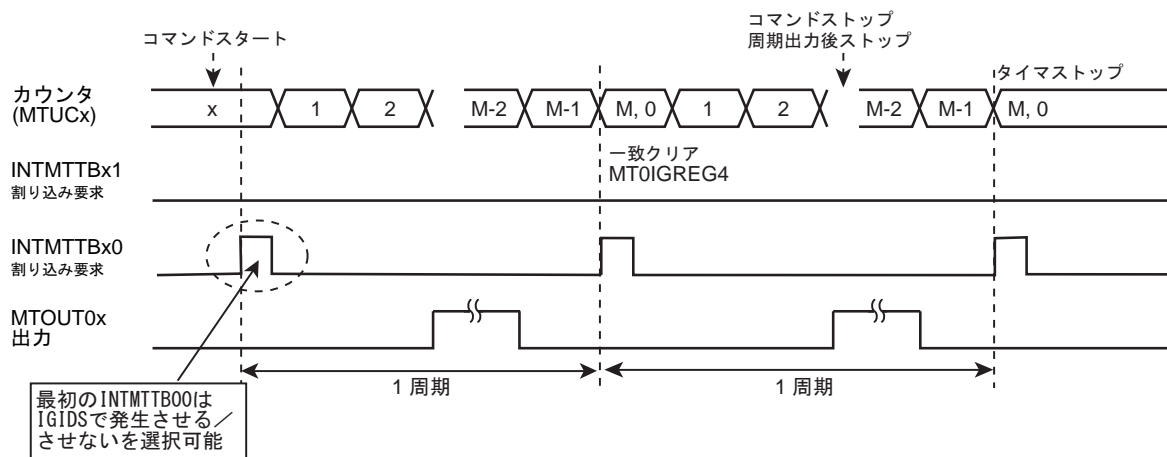 コマンドスタート
コマンドストップ
周期出力後ストップ
タイマストップ
カウンタ
(MTUCx)
x 1 2 M-2 M-1 M, 0 1 2 M-2 M-1 M, 0
一致クリア
MT0IGREG4
INTMTTBx1
割り込み要求
INTMTTBx0
割り込み要求
MTOUT0x
出力
1 周期 1 周期
最初のINTMTTB00は
IGIDSで発生させる／
させないを選択可能